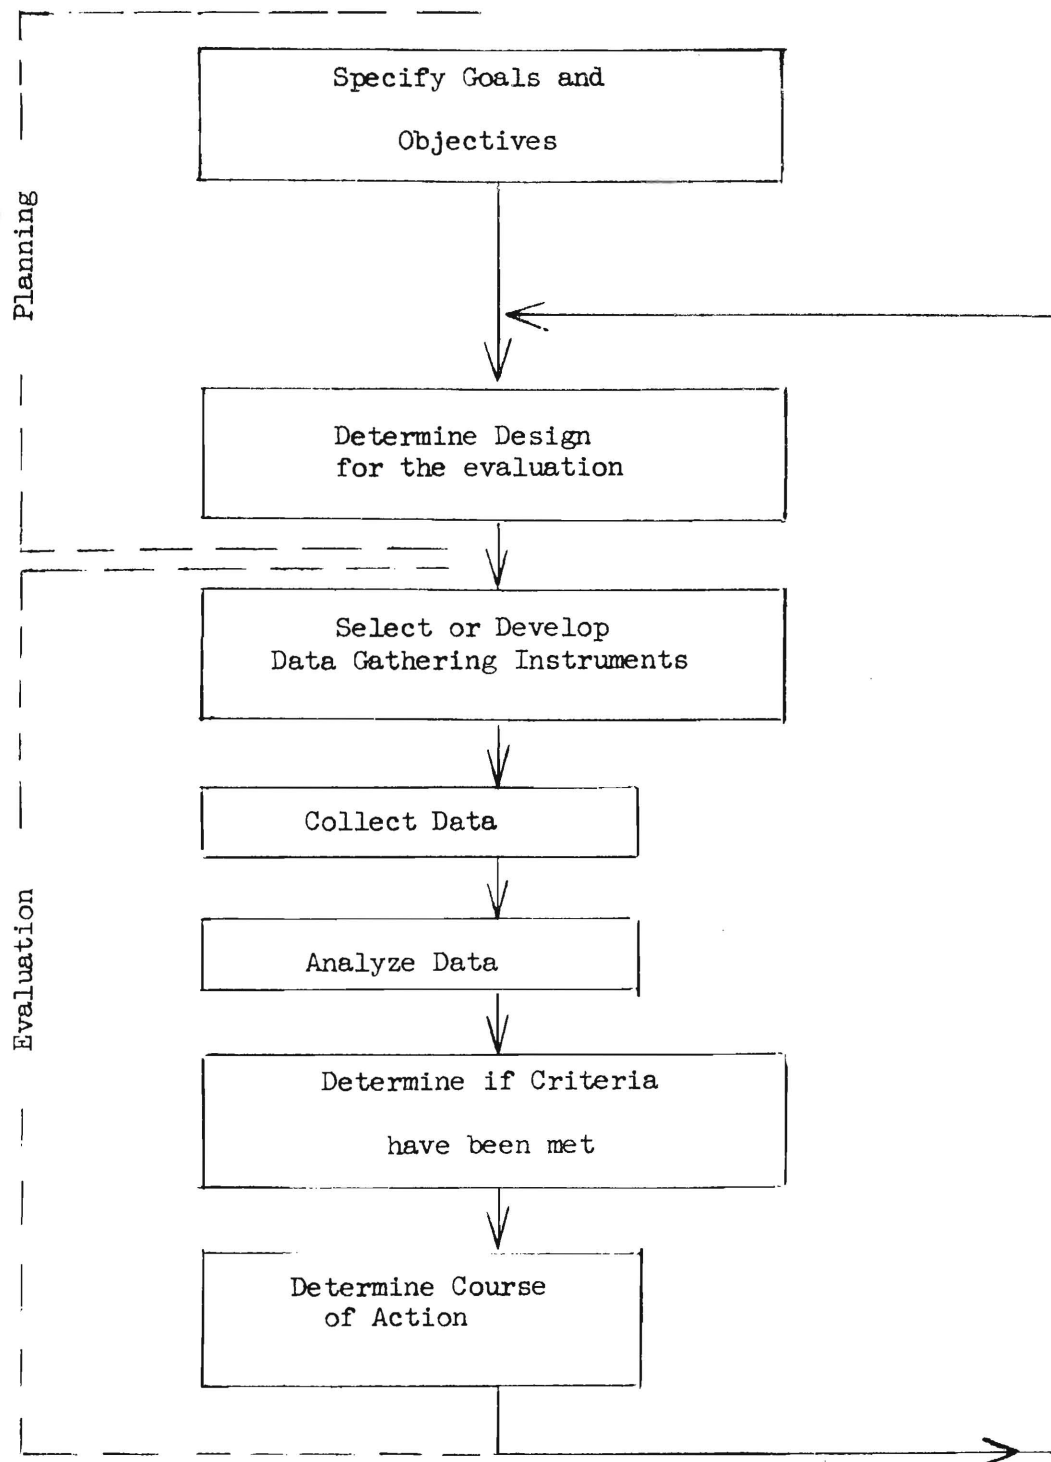 Specify Goals and
Objectives
Planning
Determine Design
for the evaluation
Select or Develop
Data Gathering Instruments
Collect Data
Evaluation
Analyze Data
Determine if Criteria
have been met
Determine Course
of Action